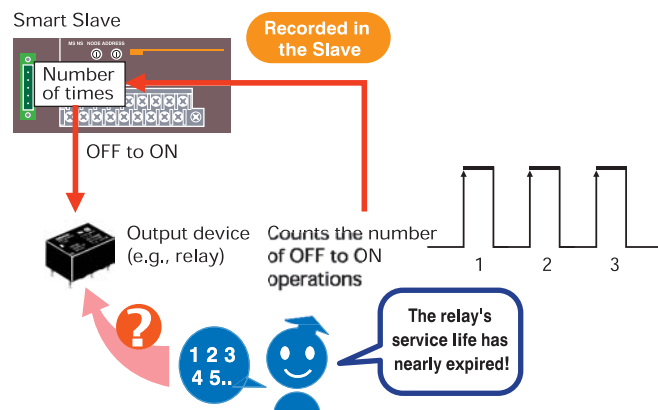 Smart Slave
Recorded in
the Slave
MS NS NODE ADDRESS
Number
of times
OFF to ON
Output device
(e.g., relay)
Counts the number
of OFF to ON
operations
1 2 3
?
1 2 3
4 5..
The relay's
service life has
nearly expired!